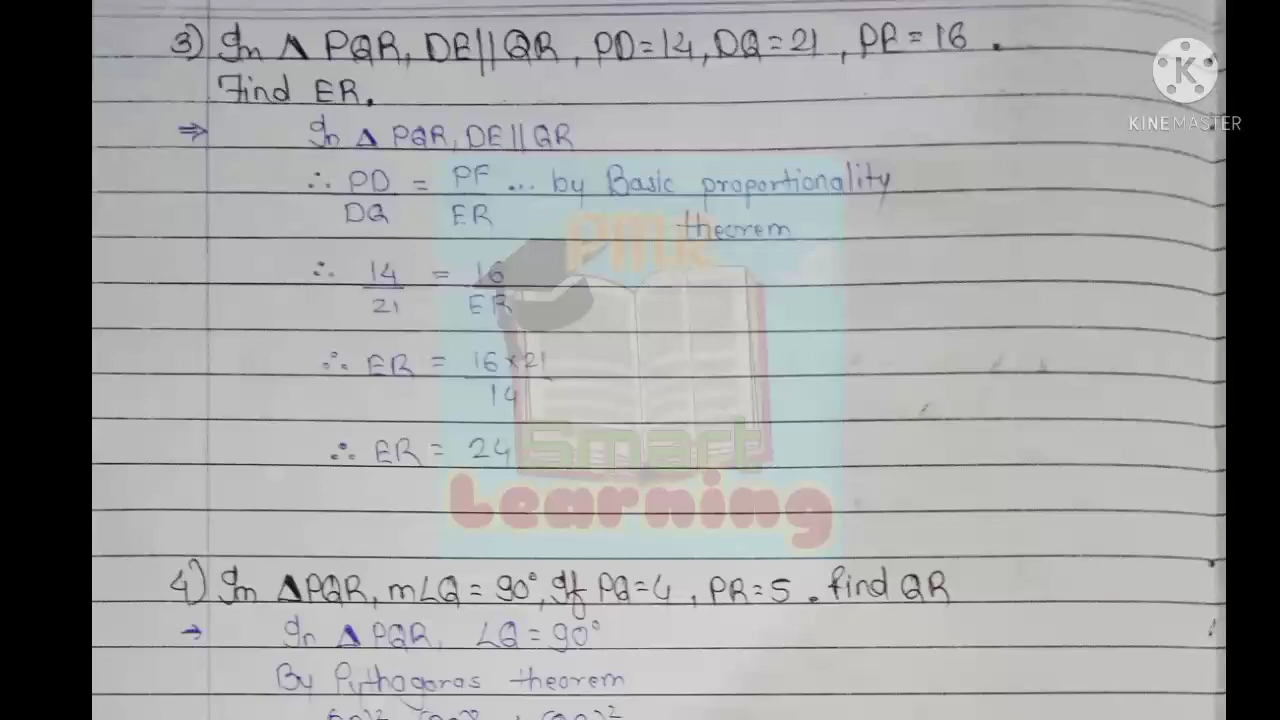 3) In Δ PQR, DE||QR, PD=14, DQ=21, PE=16.
Find ER.
⇒ In Δ PQR, DE||QR
∴ PD/DQ = PE/ER ... by Basic proportionality
theorem
∴ 14/21 = 16/ER
∴ ER = 16×21/14
∴ ER = 24
4) In ΔPQR, m∠Q = 90°, If PQ=4, PR=5. find QR
→ In Δ PQR, ∠Q = 90°
By Pythagoras theorem
K
KINEMASTER
PMR
Smart
Learning